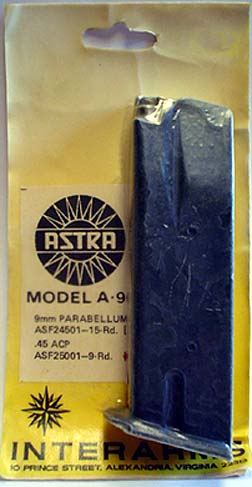 ASTRA
MODEL A-9
9mm PARABELLUM
ASF24501-15-Rd.
.45 ACP
ASF25001-9-Rd.
INTERARMS
10 PRINCE STREET, ALEXANDRIA, VIRGINIA